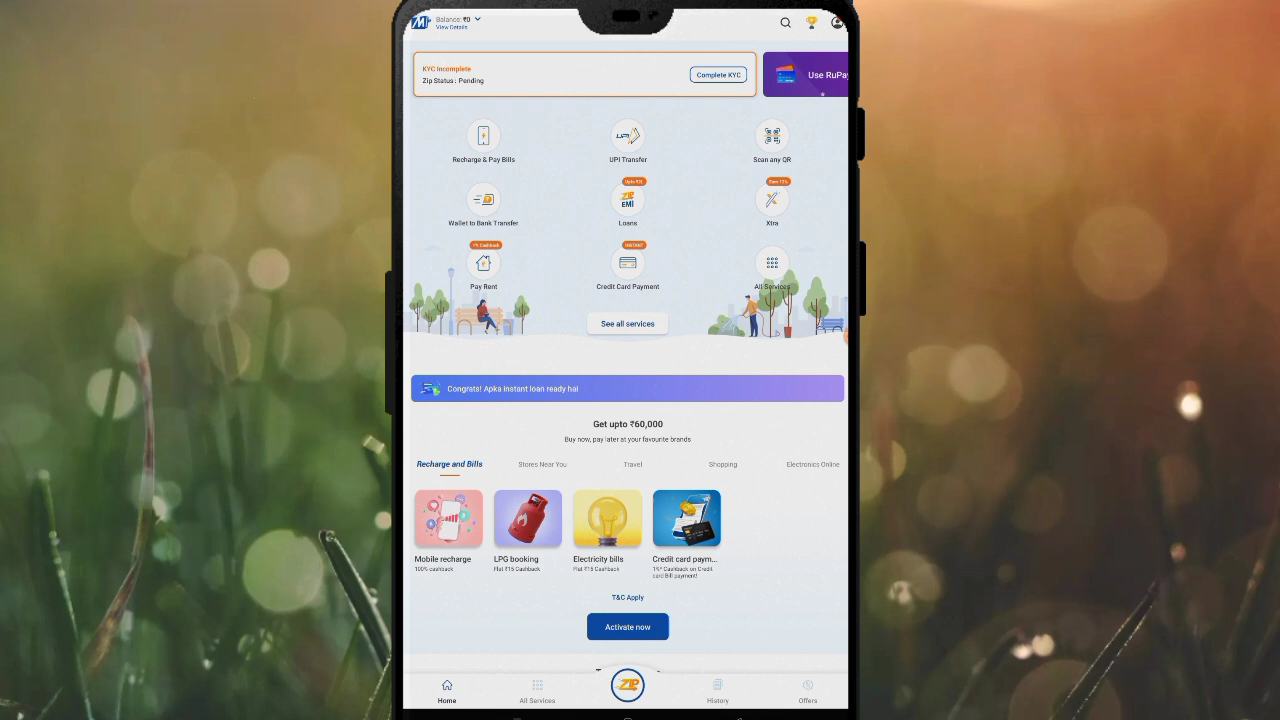 Balance: ₹0
View Details
KYC Incomplete
Zip Status : Pending
Complete KYC
Use RuPay
Recharge & Pay Bills
UPI Transfer
Scan any QR
UPI
Wallet to Bank Transfer
ZIP
EMI
Loans
Xtra
1% Cashback
INSTANT
Pay Rent
Credit Card Payment
All Services
See all services
Congrats! Apka instant loan ready hai
Get upto ₹60,000
Buy now, pay later at your favourite brands
Recharge and Bills
Stores Near You
Travel
Shopping
Electronics Online
Mobile recharge
100% cashback
LPG booking
Flat ₹15 Cashback
Electricity bills
Flat ₹15 Cashback
Credit card paym...
1%* Cashback on Credit
card Bill payment!
T&C Apply
Activate now
Home
All Services
ZIP
History
Offers